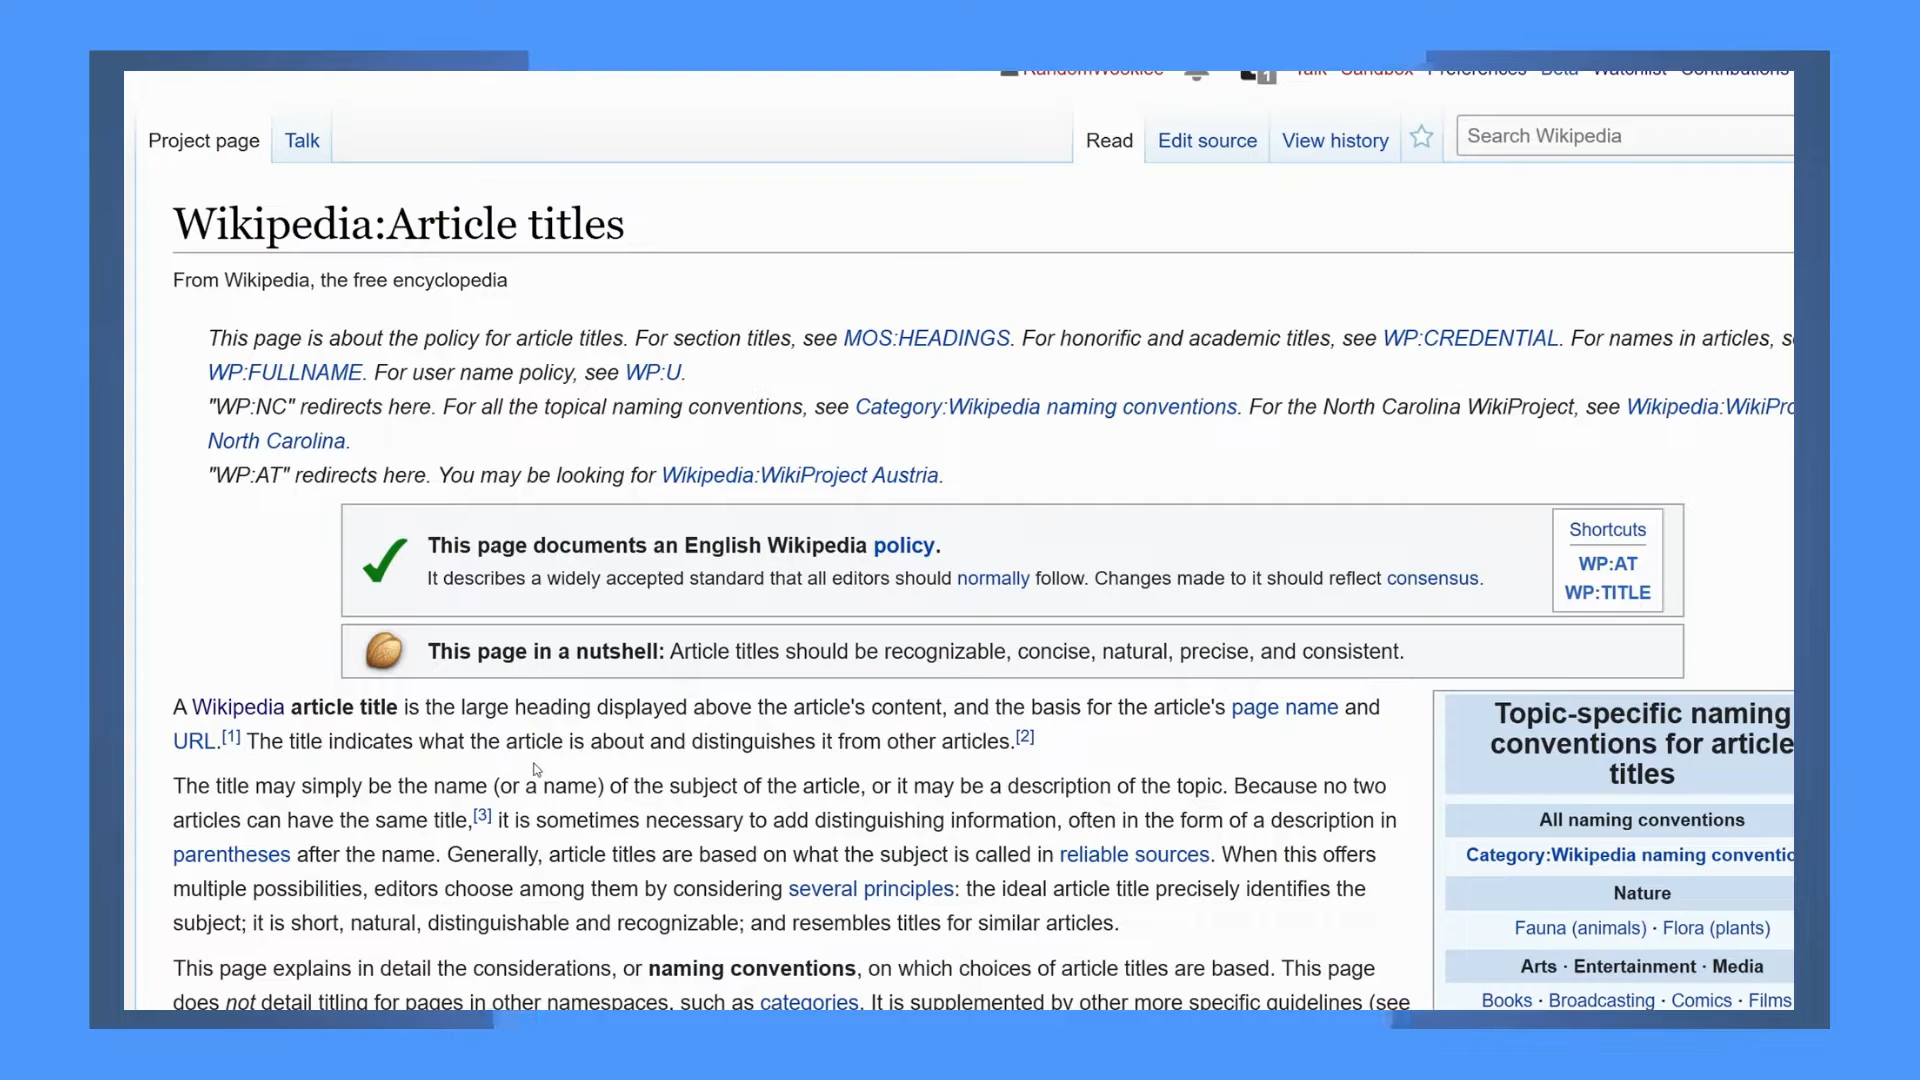 RandomWookiee 1 Talk Sandbox Preferences Beta Watchlist Contributions
Project page Talk Read Edit source View history Search Wikipedia
Wikipedia:Article titles
From Wikipedia, the free encyclopedia
This page is about the policy for article titles. For section titles, see MOS:HEADINGS. For honorific and academic titles, see WP:CREDENTIAL. For names in articles, s
WP:FULLNAME. For user name policy, see WP:U.
"WP:NC" redirects here. For all the topical naming conventions, see Category:Wikipedia naming conventions. For the North Carolina WikiProject, see Wikipedia:WikiPro
North Carolina.
"WP:AT" redirects here. You may be looking for Wikipedia:WikiProject Austria.
This page documents an English Wikipedia policy.
It describes a widely accepted standard that all editors should normally follow. Changes made to it should reflect consensus.
Shortcuts
WP:AT
WP:TITLE
This page in a nutshell: Article titles should be recognizable, concise, natural, precise, and consistent.
A Wikipedia article title is the large heading displayed above the article's content, and the basis for the article's page name and
URL.[1] The title indicates what the article is about and distinguishes it from other articles.[2]
The title may simply be the name (or a name) of the subject of the article, or it may be a description of the topic. Because no two
articles can have the same title,[3] it is sometimes necessary to add distinguishing information, often in the form of a description in
parentheses after the name. Generally, article titles are based on what the subject is called in reliable sources. When this offers
multiple possibilities, editors choose among them by considering several principles: the ideal article title precisely identifies the
subject; it is short, natural, distinguishable and recognizable; and resembles titles for similar articles.
This page explains in detail the considerations, or naming conventions, on which choices of article titles are based. This page
does not detail titling for pages in other namespaces, such as categories. It is supplemented by other more specific guidelines (see
Topic-specific naming
conventions for article
titles
All naming conventions
Category:Wikipedia naming conventio
Nature
Fauna (animals) · Flora (plants)
Arts · Entertainment · Media
Books · Broadcasting · Comics · Films